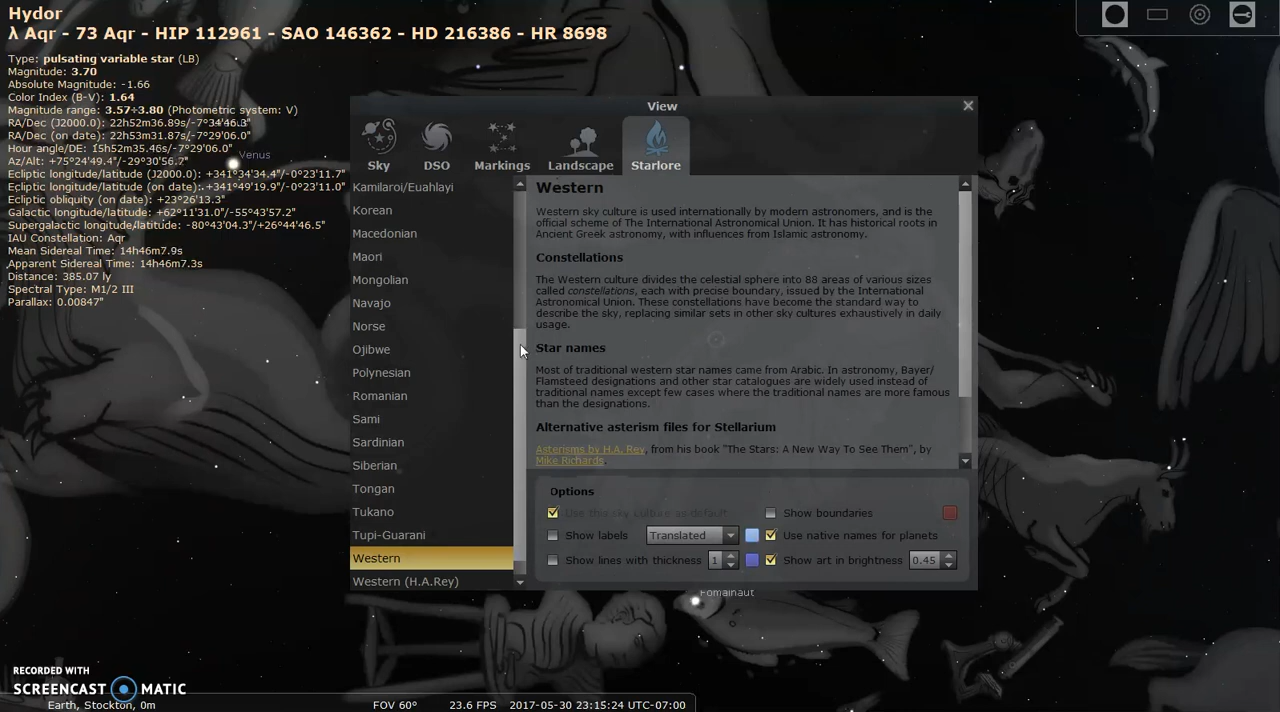 Hydor
λ Aqr - 73 Aqr - HIP 112961 - SAO 146362 - HD 216386 - HR 8698
Type: pulsating variable star (LB)
Magnitude: 3.70
Absolute Magnitude: -1.66
Color Index (B-V): 1.64
Magnitude range: 3.57÷3.80 (Photometric system: V)
RA/Dec (J2000.0): 22h52m36.89s/-7°34'46.3"
RA/Dec (on date): 22h53m31.87s/-7°29'06.0"
Hour angle/DE: 15h52m35.46s/-7°29'06.0"
Az/Alt: +75°24'49.4"/-29°30'56.7"
Ecliptic longitude/latitude (J2000.0): +341°34'34.4"/-0°23'11.7"
Ecliptic longitude/latitude (on date): +341°49'19.9"/-0°23'11.0"
Ecliptic obliquity (on date): +23°26'13.3"
Galactic longitude/latitude: +62°11'31.0"/-55°43'57.2"
Supergalactic longitude/latitude: -80°43'04.3"/+26°44'46.5"
IAU Constellation: Aqr
Mean Sidereal Time: 14h46m7.9s
Apparent Sidereal Time: 14h46m7.3s
Distance: 385.07 ly
Spectral Type: M1/2 III
Parallax: 0.00847"
Venus
View
Sky
DSO
Markings
Landscape
Starlore
Kamilaroi/Euahlayi
Korean
Macedonian
Maori
Mongolian
Navajo
Norse
Ojibwe
Polynesian
Romanian
Sami
Sardinian
Siberian
Tongan
Tukano
Tupi-Guarani
Western
Western (H.A.Rey)
Western
Western sky culture is used internationally by modern astronomers, and is the
official scheme of The International Astronomical Union. It has historical roots in
Ancient Greek astronomy, with influences from Islamic astronomy.
Constellations
The Western culture divides the celestial sphere into 88 areas of various sizes
called constellations, each with precise boundary, issued by the International
Astronomical Union. These constellations have become the standard way to
describe the sky, replacing similar sets in other sky cultures exhaustively in daily
usage.
Star names
Most of traditional western star names came from Arabic. In astronomy, Bayer/
Flamsteed designations and other star catalogues are widely used instead of
traditional names except few cases where the traditional names are more famous
than the designations.
Alternative asterism files for Stellarium
Asterisms by H.A. Rey, from his book "The Stars: A New Way To See Them", by
Mike Richards.
Options
Use this sky culture as default
Show boundaries
Show labels
Translated
Use native names for planets
Show lines with thickness
1
Show art in brightness
0.45
Fomalhaut
RECORDED WITH
SCREENCAST MATIC
Earth, Stockton, 0m
FOV 60°
23.6 FPS
2017-05-30 23:15:24 UTC-07:00